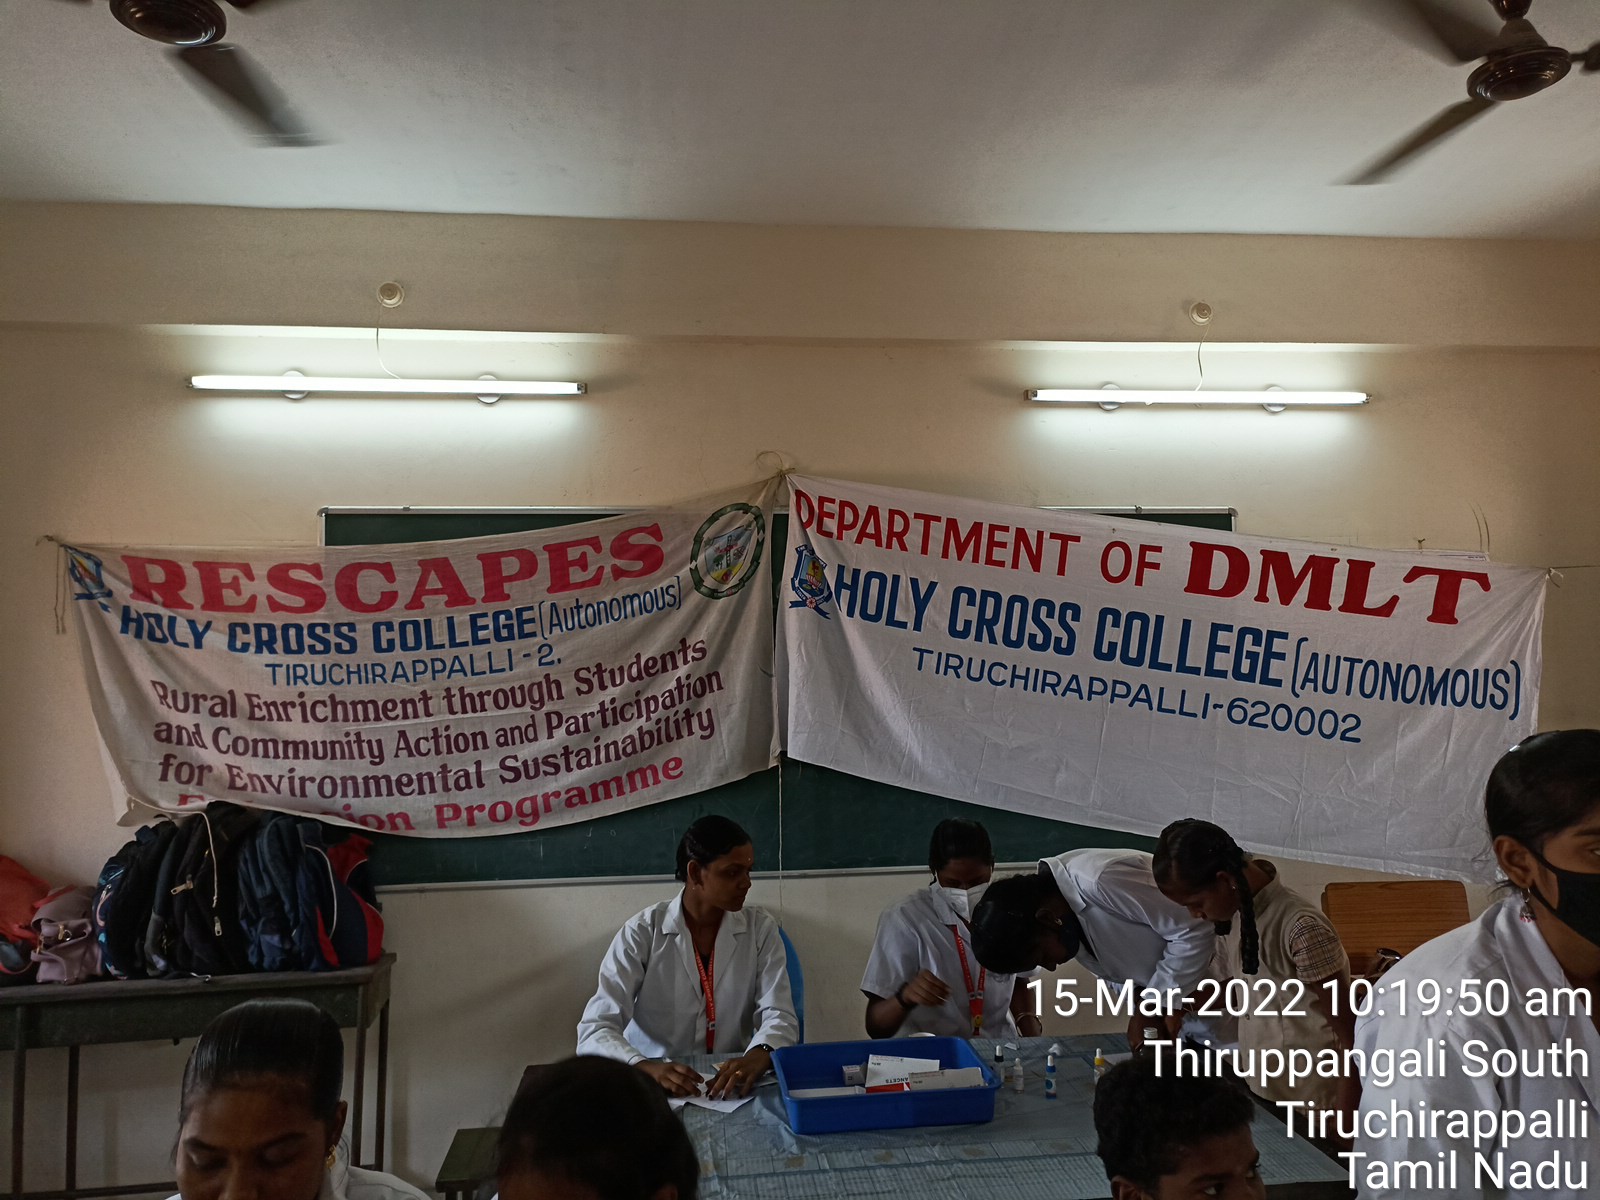 RESCAPES
HOLY CROSS COLLEGE (Autonomous)
TIRUCHIRAPPALLI - 2.
Rural Enrichment through Students
and Community Action and Participation
for Environmental Sustainability
Programme
DEPARTMENT OF DMLT
HOLY CROSS COLLEGE (AUTONOMOUS)
TIRUCHIRAPPALLI-620002
ANCETS
15-Mar-2022 10:19:50 am
Thiruppangali South
Tiruchirappalli
Tamil Nadu